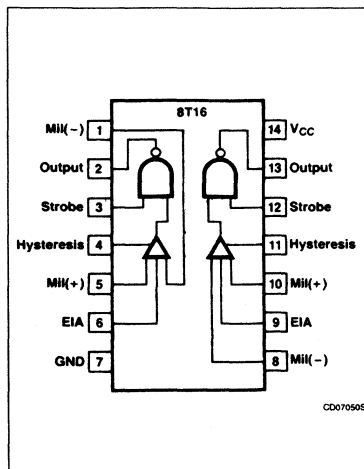 8T16
Mil(−) 1
14 VCC
Output 2
13 Output
Strobe 3
12 Strobe
Hysteresis 4
11 Hysteresis
Mil(+) 5
10 Mil(+)
EIA 6
9 EIA
GND 7
8 Mil(−)
CD07050S